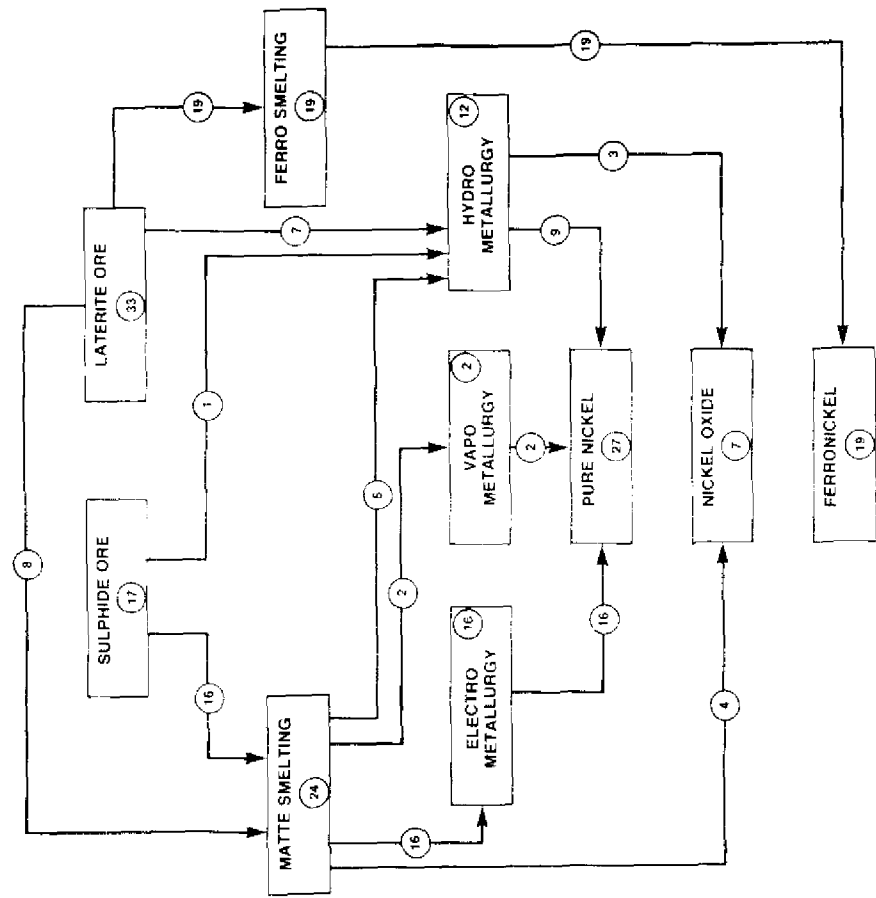 LATERITE ORE
33
SULPHIDE ORE
17
8
19
FERRO SMELTING
19
16
1
7
MATTE SMELTING
24
5
2
16
ELECTRO
METALLURGY
16
VAPO
METALLURGY
2
HYDRO
METALLURGY
12
19
16
2
9
3
4
PURE NICKEL
27
NICKEL OXIDE
7
FERRONICKEL
19